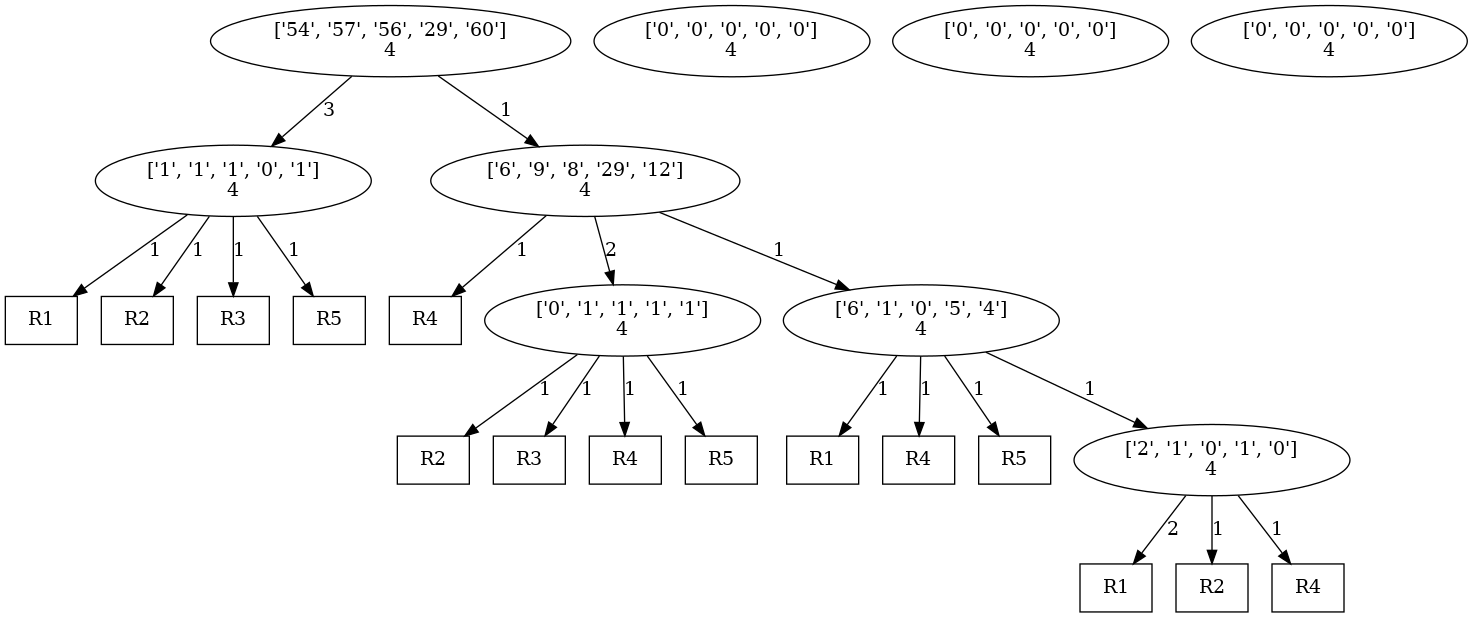 ['54', '57', '56', '29', '60']
4
['0', '0', '0', '0', '0']
4
['0', '0', '0', '0', '0']
4
['0', '0', '0', '0', '0']
4
3
1
['1', '1', '1', '0', '1']
4
['6', '9', '8', '29', '12']
4
1
1
1
1
1
2
1
R1
R2
R3
R5
R4
['0', '1', '1', '1', '1']
4
['6', '1', '0', '5', '4']
4
1
1
1
1
1
1
1
1
R2
R3
R4
R5
R1
R4
R5
['2', '1', '0', '1', '0']
4
2
1
1
R1
R2
R4